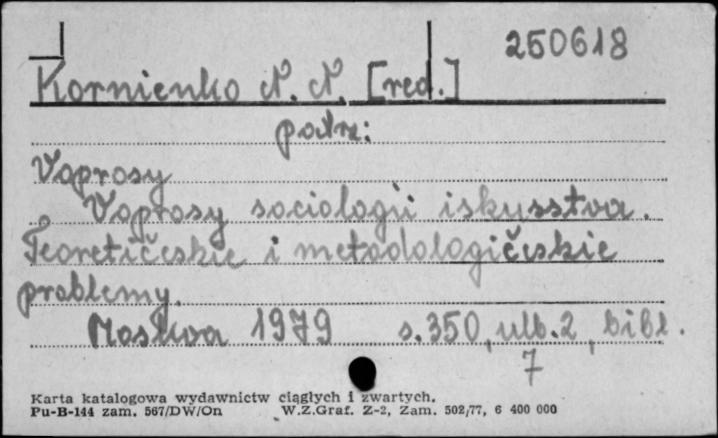 250618
Kornienko N. N. [red.]
patrz:
Voprosy
Voprosy sociologii iskusstva.
Teoretičeskie i metodologičeskie
problemy.
Moskva 1979 s. 350, ulb. 2, bibl.
7
Karta katalogowa wydawnictw ciągłych i zwartych.
Pu-B-144 zam. 567/DW/On W.Z.Graf. Z-2, Zam. 502/77, 6 400 000